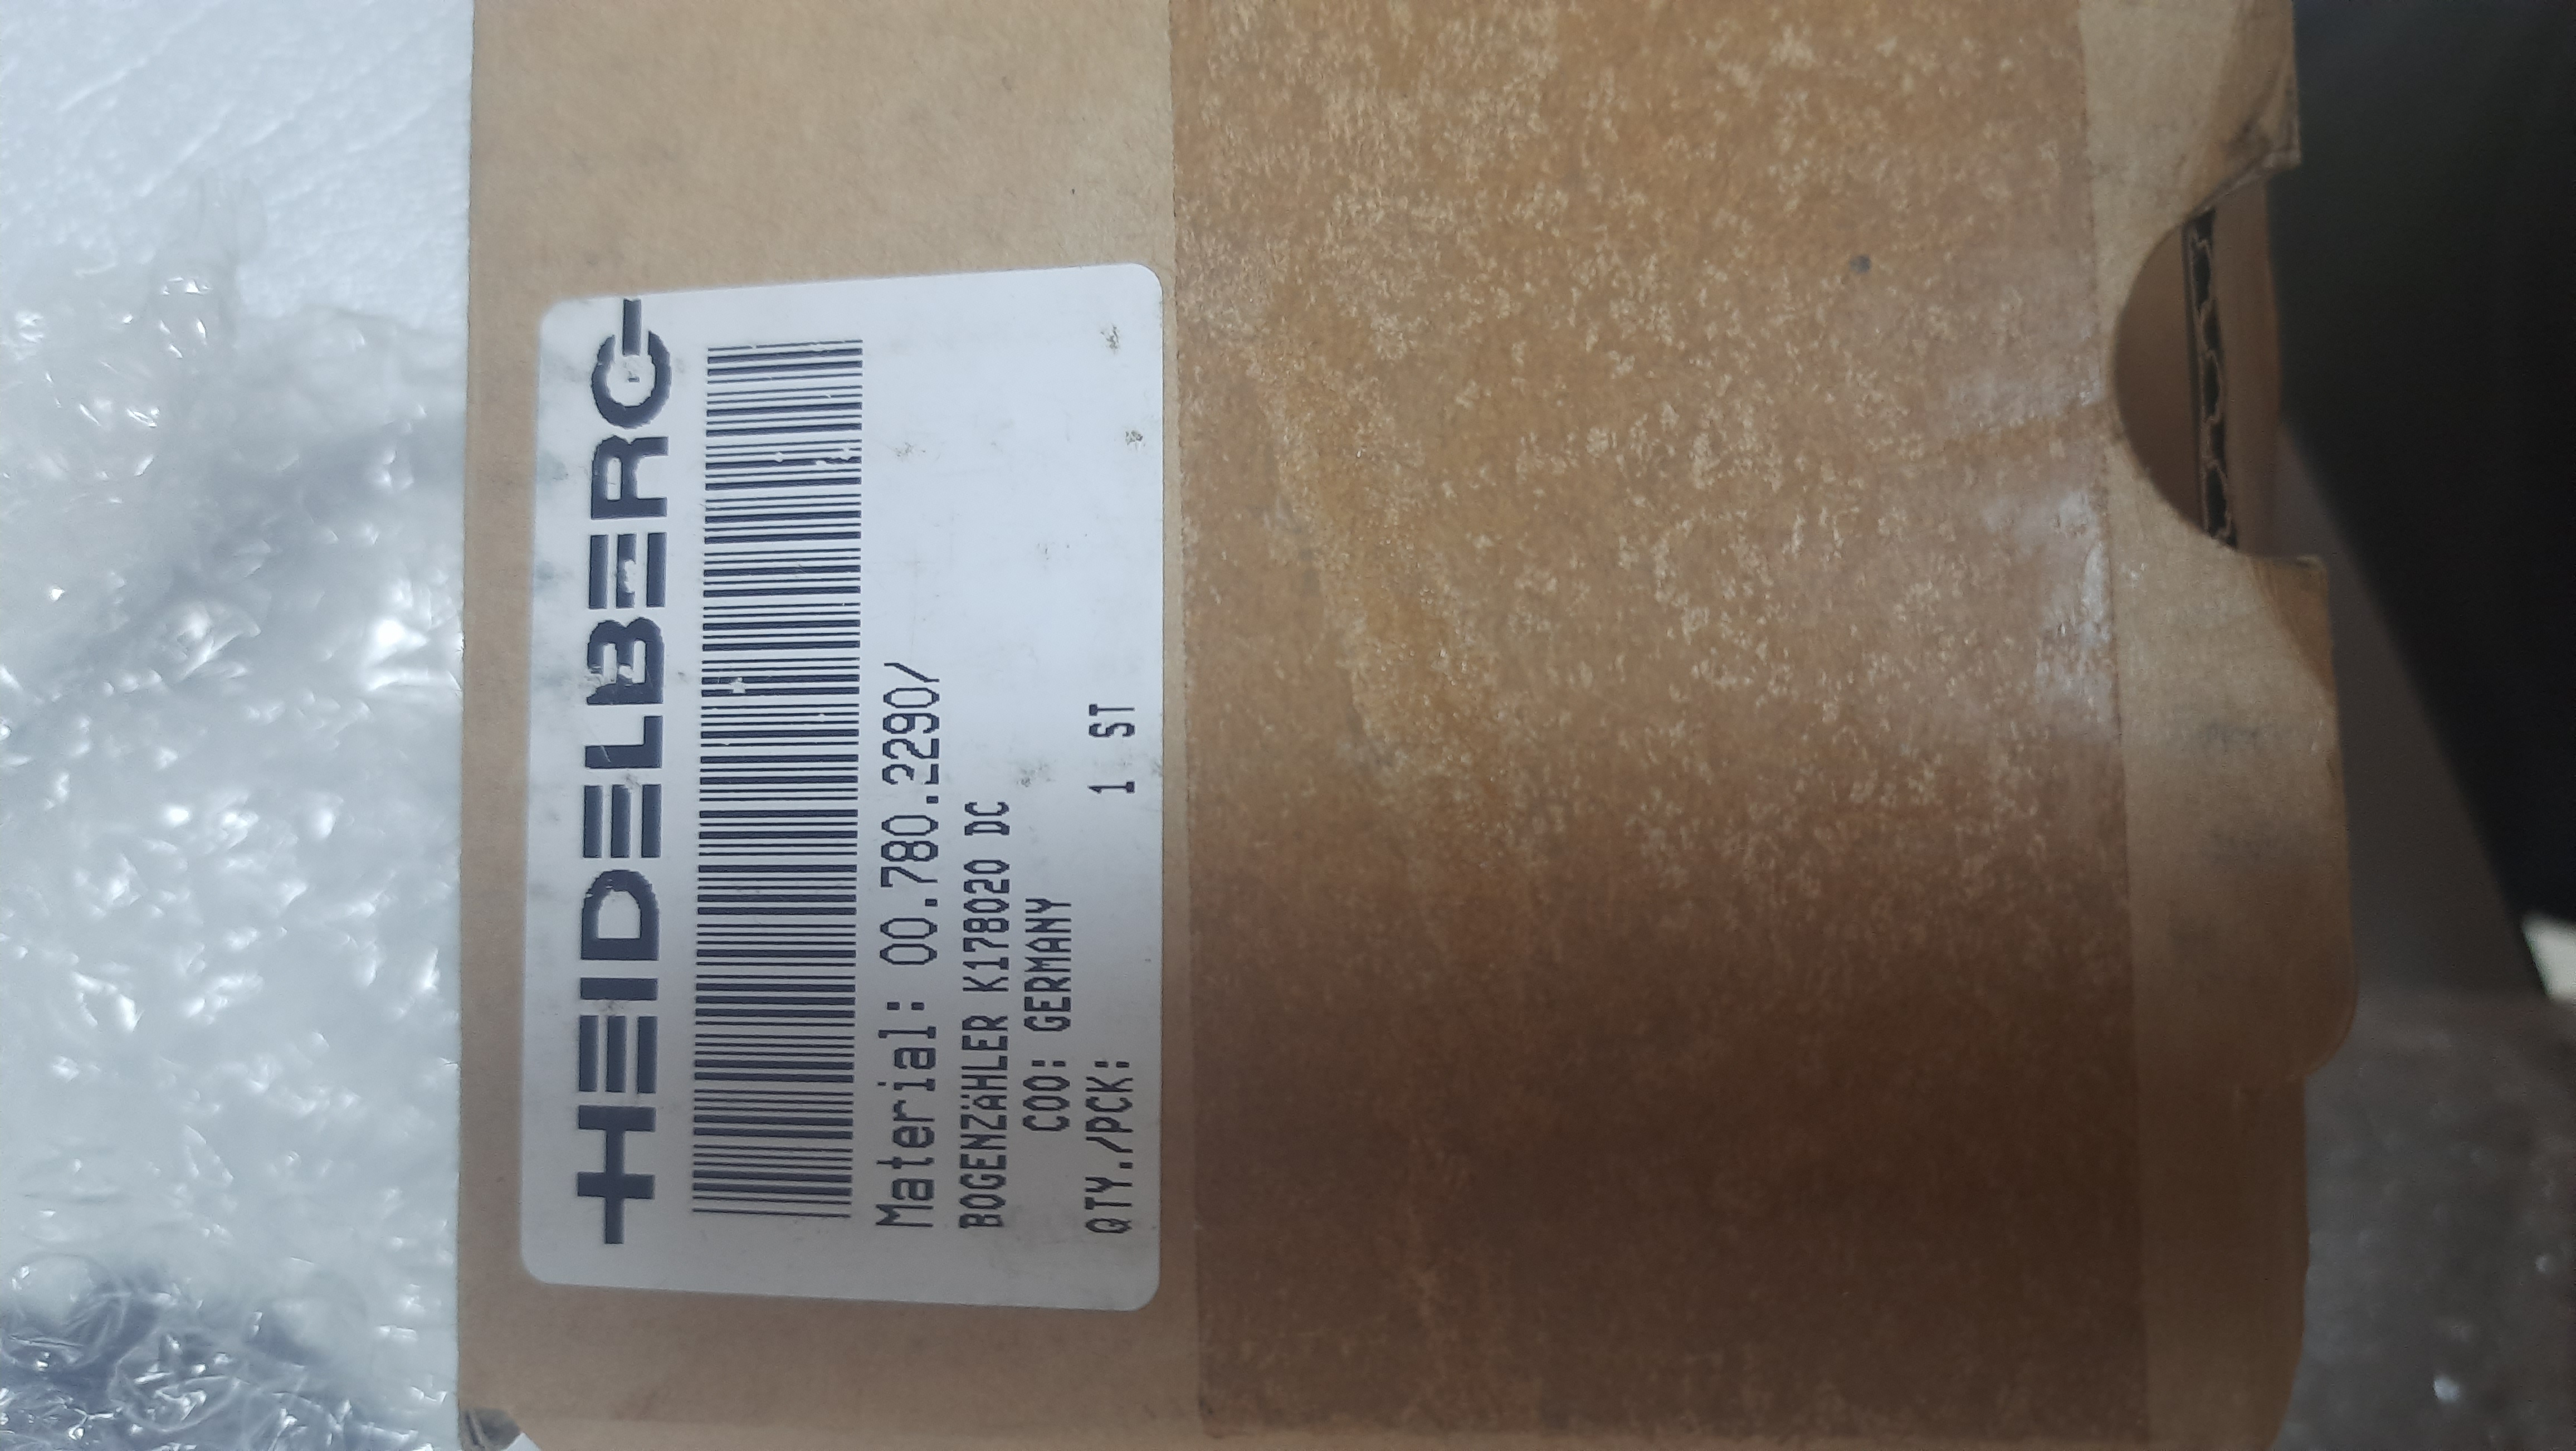 HEIDELBERG
Material: 00.780.2290/
BOGENZÄHLER K178020 DC
COO: GERMANY
QTY./PCK: 1 ST